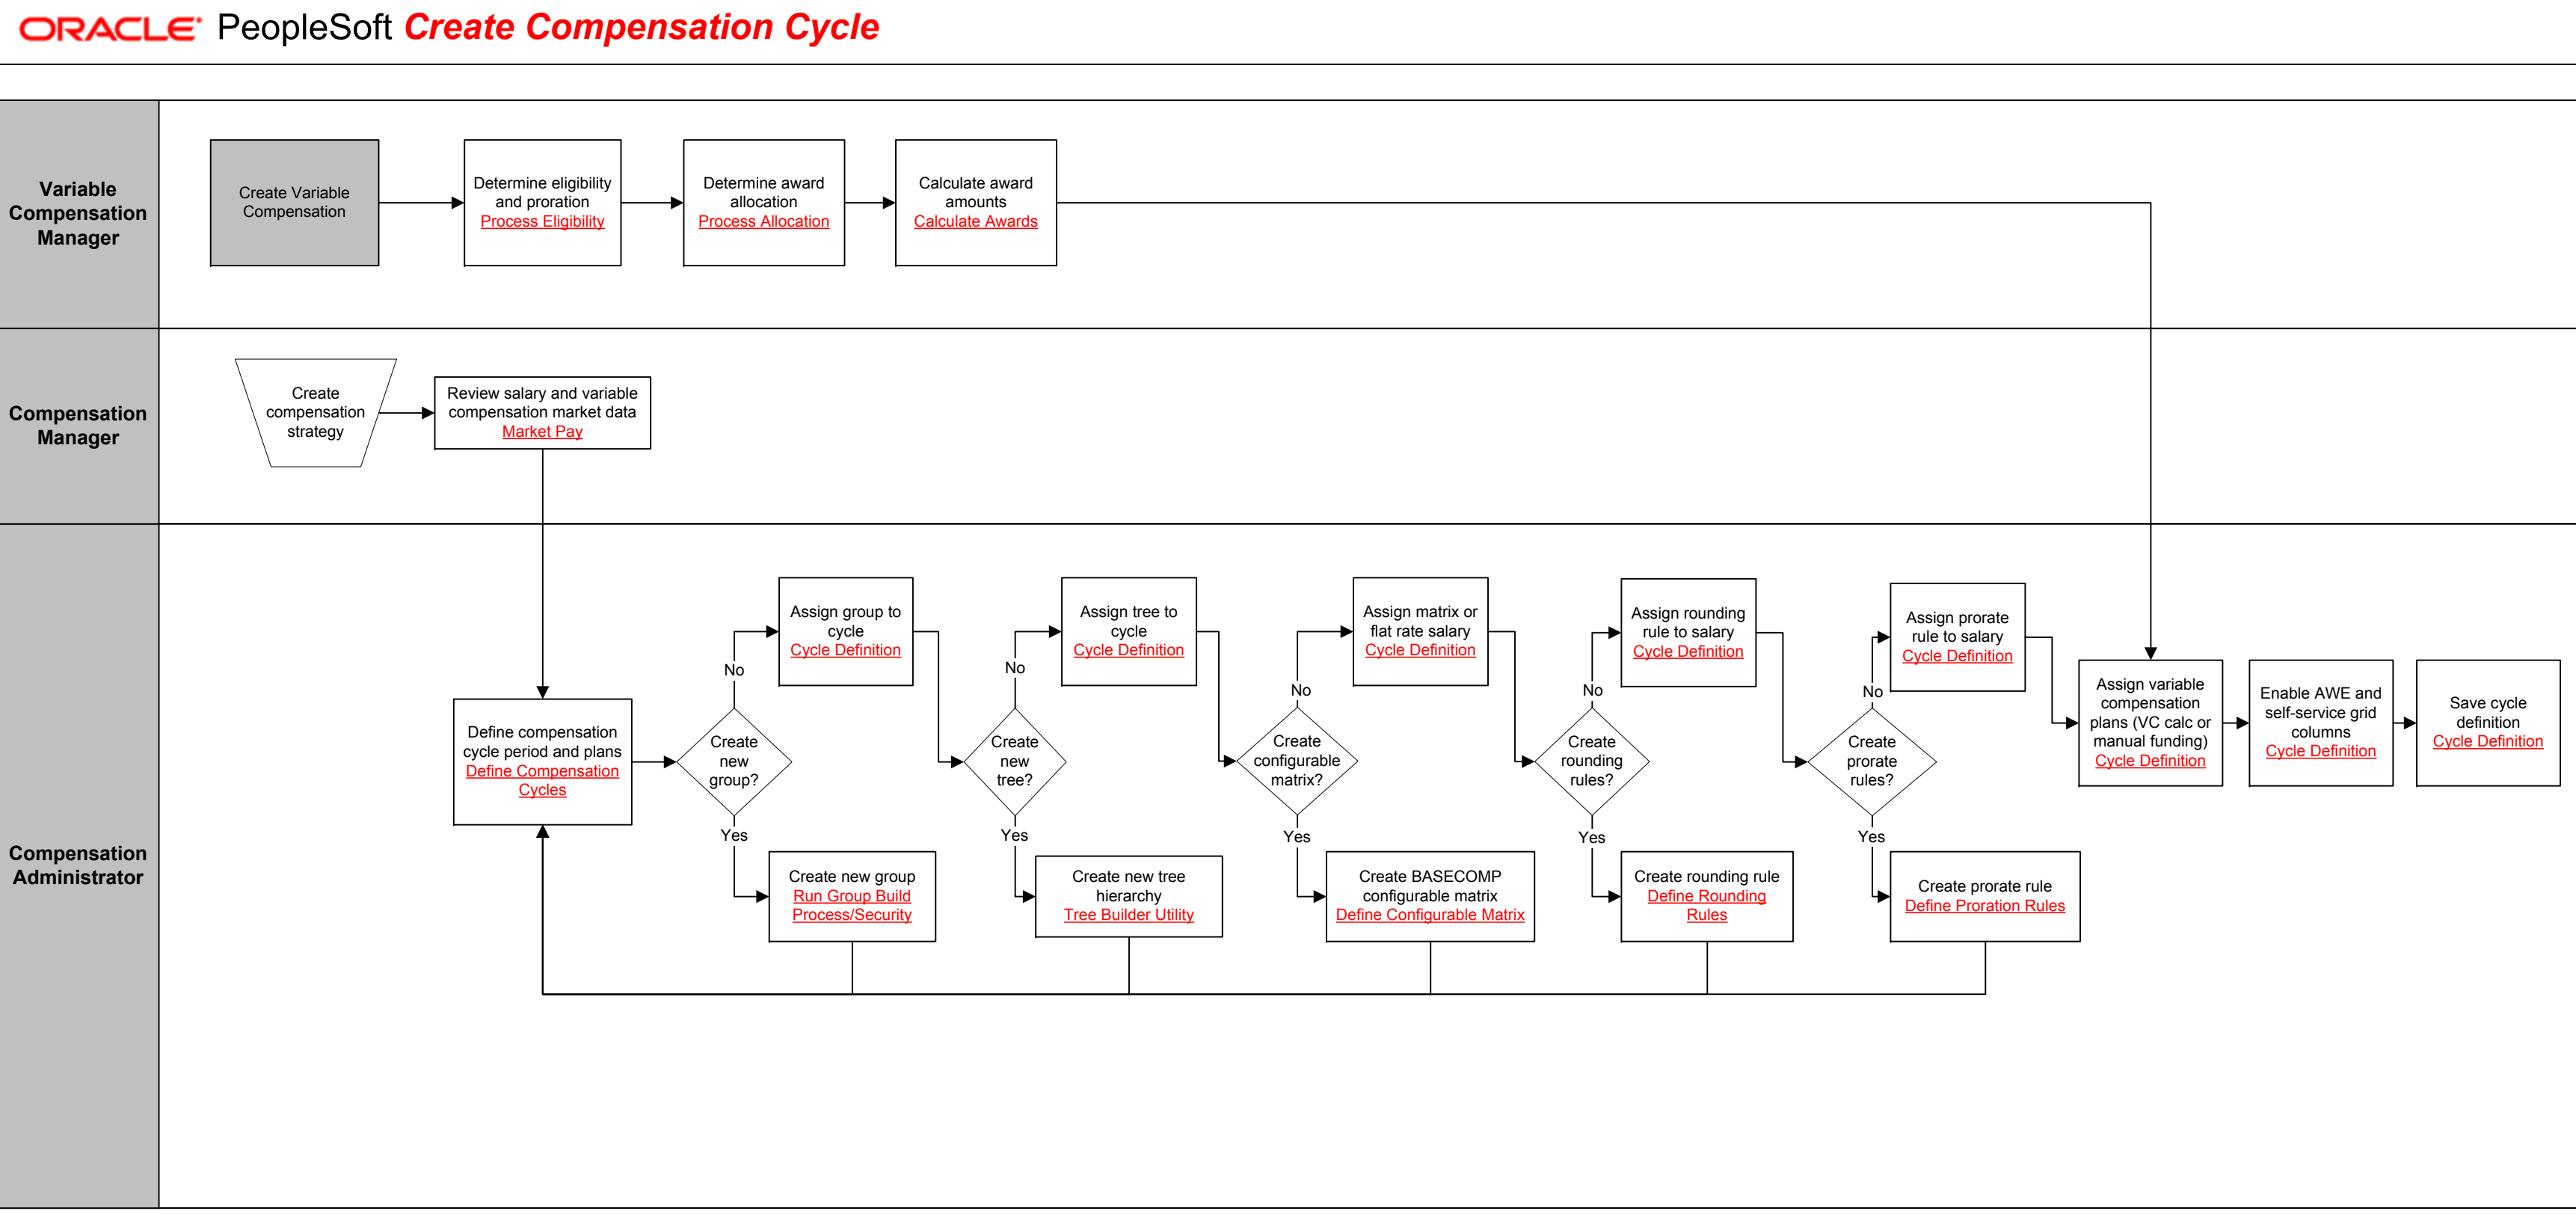 ORACLE PeopleSoft Create Compensation Cycle
Variable
Compensation
Manager
Create Variable
Compensation
Determine eligibility
and proration
Process Eligibility
Determine award
allocation
Process Allocation
Calculate award
amounts
Calculate Awards
Compensation
Manager
Create
compensation
strategy
Review salary and variable
compensation market data
Market Pay
Compensation
Administrator
Define compensation
cycle period and plans
Define Compensation
Cycles
Create
new
group?
No
Assign group to
cycle
Cycle Definition
Yes
Create new group
Run Group Build
Process/Security
Create
new
tree?
No
Assign tree to
cycle
Cycle Definition
Yes
Create new tree
hierarchy
Tree Builder Utility
Create
configurable
matrix?
No
Assign matrix or
flat rate salary
Cycle Definition
Yes
Create BASECOMP
configurable matrix
Define Configurable Matrix
Create
rounding
rules?
No
Assign rounding
rule to salary
Cycle Definition
Yes
Create rounding rule
Define Rounding
Rules
Create
prorate
rules?
No
Assign prorate
rule to salary
Cycle Definition
Yes
Create prorate rule
Define Proration Rules
Assign variable
compensation
plans (VC calc or
manual funding)
Cycle Definition
Enable AWE and
self-service grid
columns
Cycle Definition
Save cycle
definition
Cycle Definition